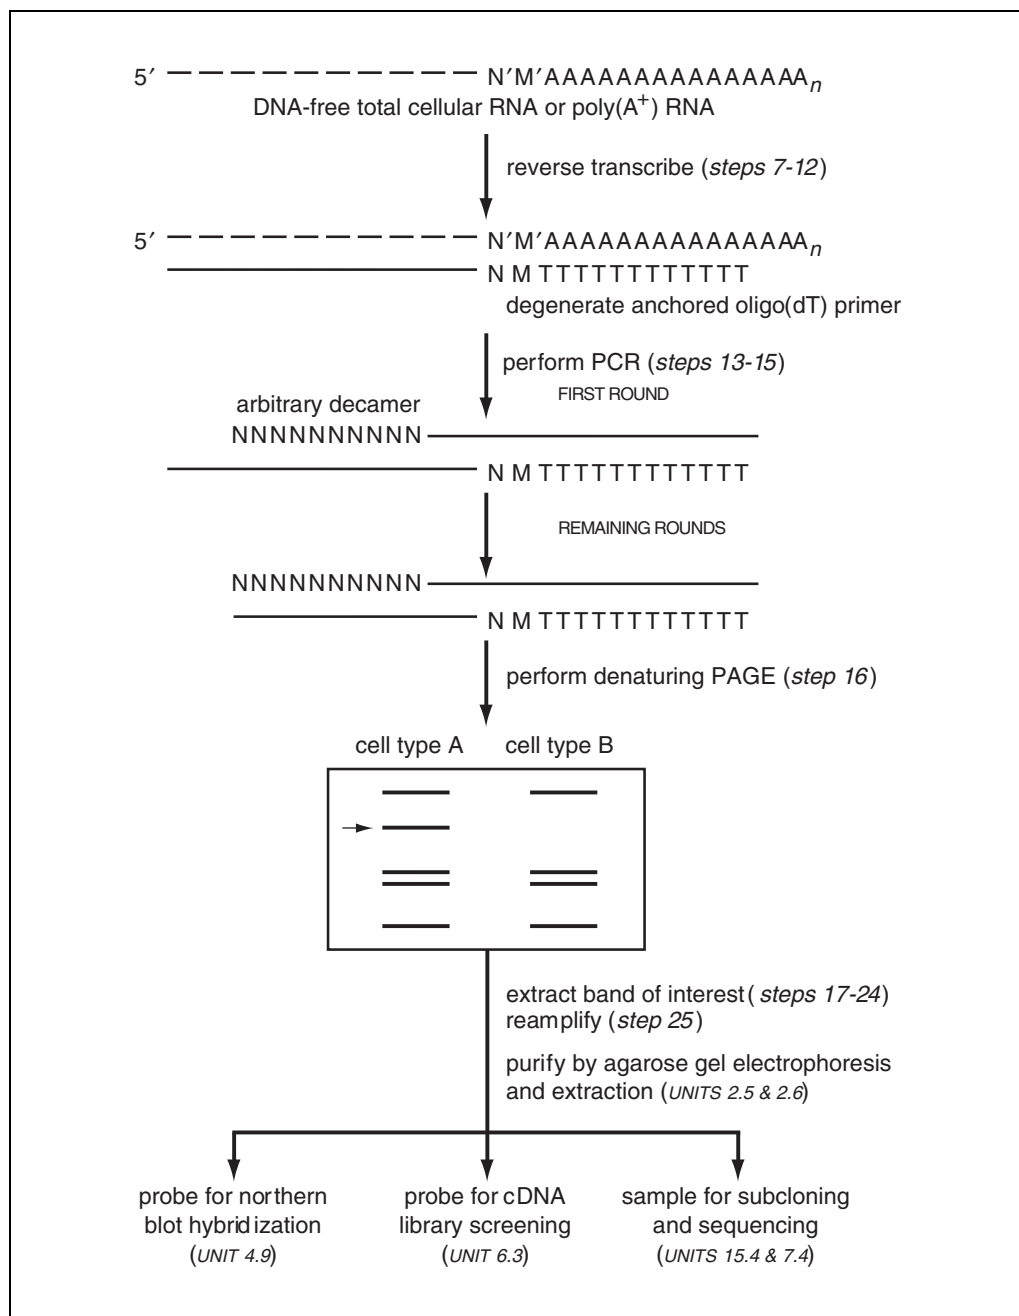 5′ N′M′AAAAAAAAAAAAAAAn
DNA-free total cellular RNA or poly(A+) RNA
reverse transcribe (steps 7-12)
5′ N′M′AAAAAAAAAAAAAAAn
N M TTTTTTTTTTTT
degenerate anchored oligo(dT) primer
perform PCR (steps 13-15)
FIRST ROUND
arbitrary decamer
NNNNNNNNNN
N M TTTTTTTTTTTT
REMAINING ROUNDS
NNNNNNNNNN
N M TTTTTTTTTTTT
perform denaturing PAGE (step 16)
cell type A cell type B
extract band of interest (steps 17-24)
reamplify (step 25)
purify by agarose gel electrophoresis
and extraction (UNITS 2.5 & 2.6)
probe for northern
blot hybridization
(UNIT 4.9)
probe for cDNA
library screening
(UNIT 6.3)
sample for subcloning
and sequencing
(UNITS 15.4 & 7.4)